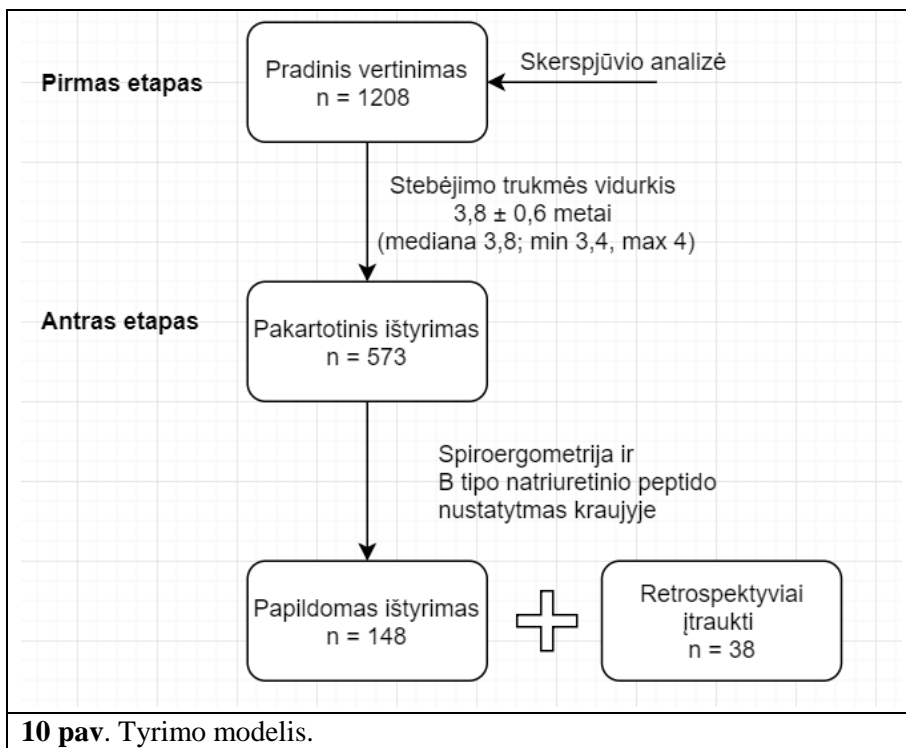 Pirmas etapas
Pradinis vertinimas
n = 1208
Skerspjūvio analizė
Stebėjimo trukmės vidurkis
3,8 ± 0,6 metai
(mediana 3,8; min 3,4, max 4)
Antras etapas
Pakartotinis ištyrimas
n = 573
Spiroergometrija ir
B tipo natriuretinio peptido
nustatytmas kraujyje
Papildomas ištyrimas
n = 148
Retrospektyviai
įtraukti
n = 38
10 pav. Tyrimo modelis.